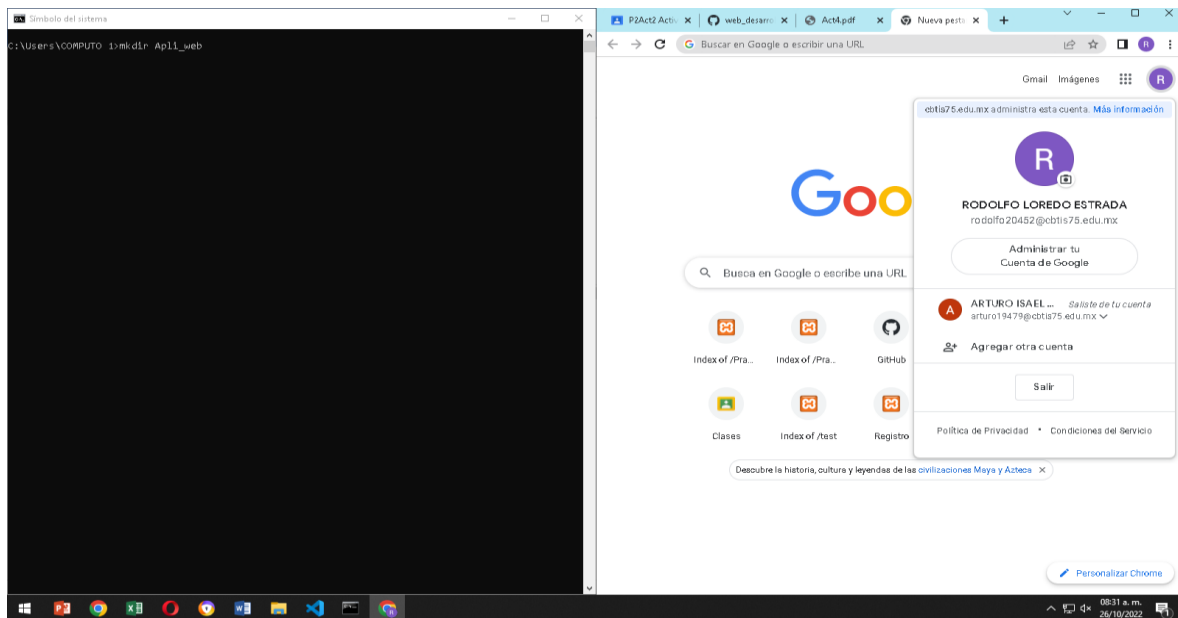 Símbolo del sistema
C:\Users\COMPUTO 1>mkdir Apli_web
P2Act2 Activ
web_desarro
Act4.pdf
Nueva pesta
Buscar en Google o escribir una URL
Gmail Imágenes
R
cbtis75.edu.mx administra esta cuenta. Más información
R
RODOLFO LOREDO ESTRADA
rodolfo20452@cbtis75.edu.mx
Administrar tu
Cuenta de Google
A
ARTURO ISAEL ... Saliste de tu cuenta
arturo19479@cbtis75.edu.mx
Agregar otra cuenta
Salir
Política de Privacidad • Condiciones del Servicio
Goo
Busca en Google o escribe una URL
Index of /Pra...
Index of /Pra...
GitHub
Clases
Index of /test
Registro
Descubre la historia, cultura y leyendas de las civilizaciones Maya y Azteca
Personalizar Chrome
08:31 a. m.
26/10/2022